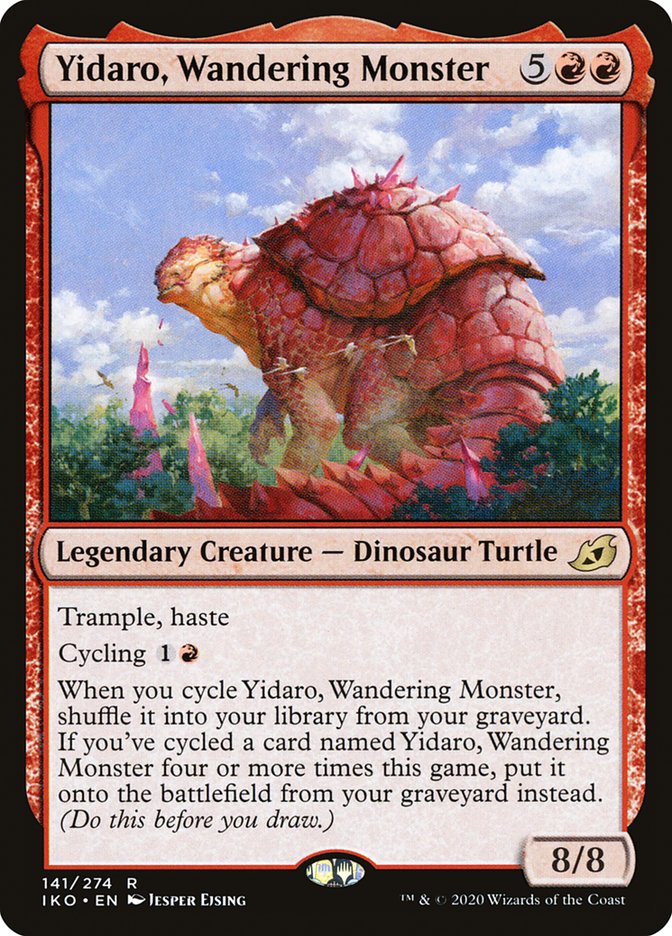 Yidaro, Wandering Monster 5
Legendary Creature — Dinosaur Turtle
Trample, haste
Cycling 1
When you cycle Yidaro, Wandering Monster,
shuffle it into your library from your graveyard.
If you've cycled a card named Yidaro, Wandering
Monster four or more times this game, put it
onto the battlefield from your graveyard instead.
(Do this before you draw.)
8/8
141/274 R
IKO • EN Jesper Ejsing
™ & © 2020 Wizards of the Coast